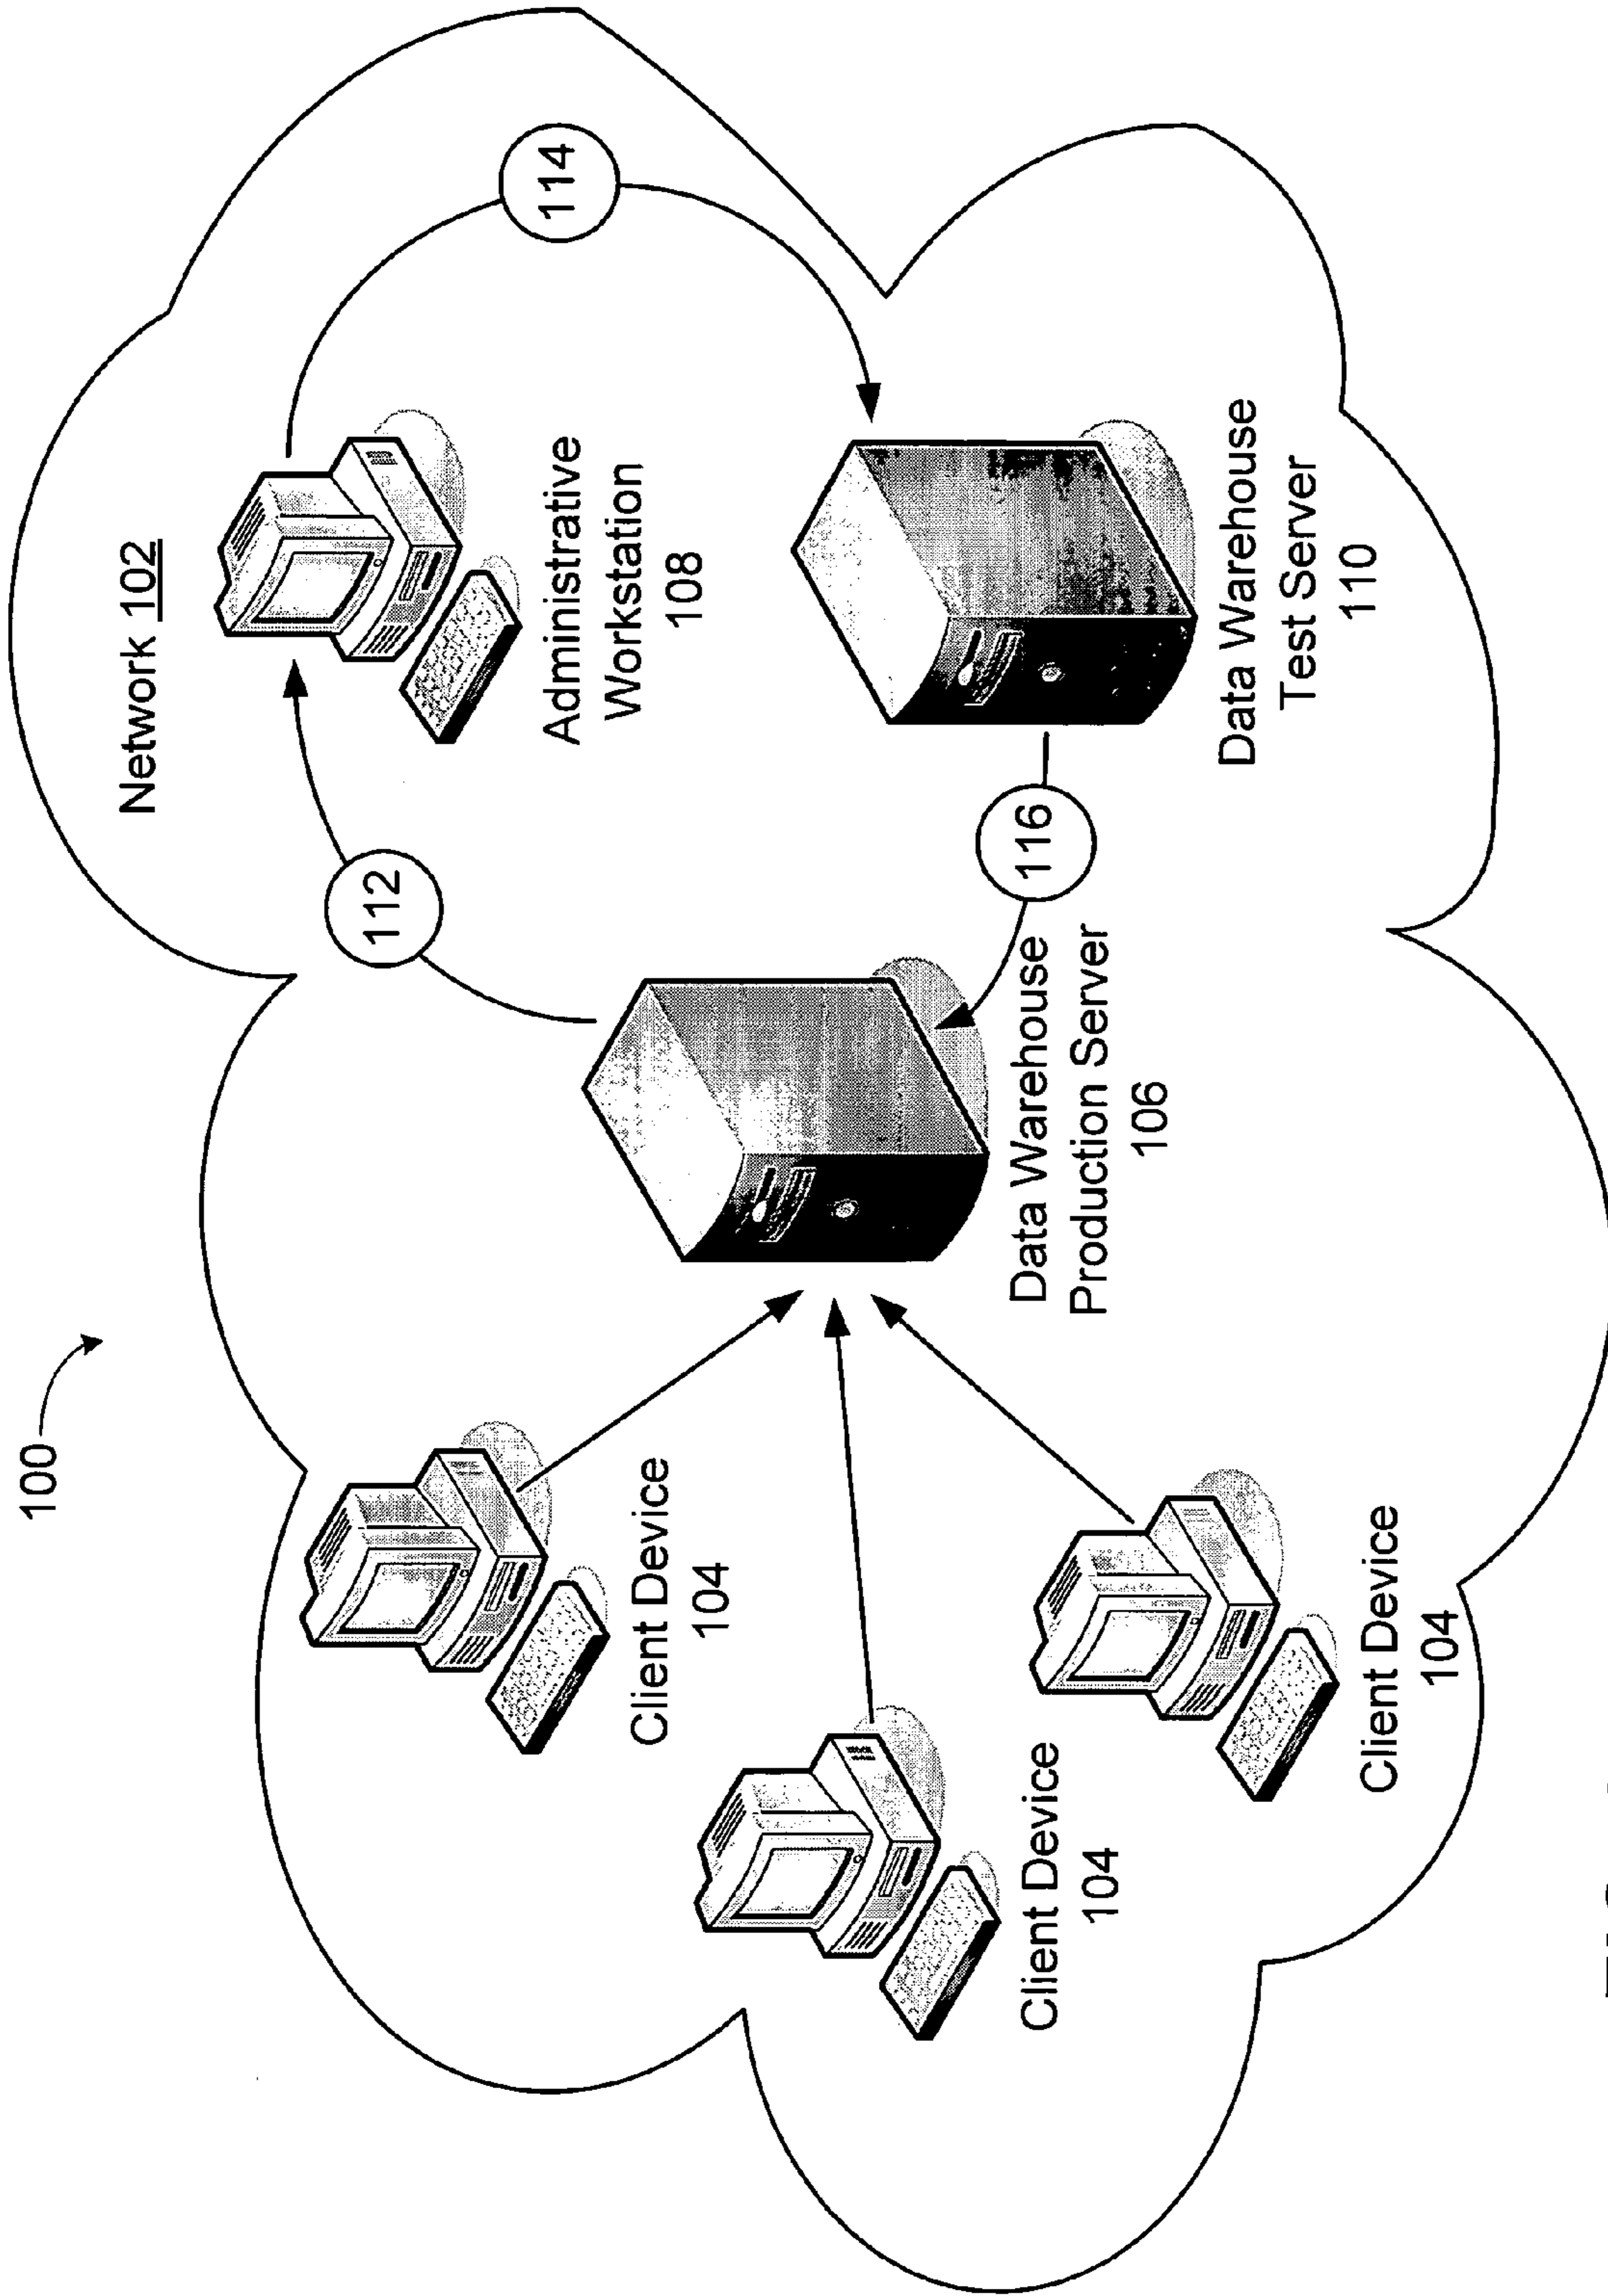 100
Network 102
112
114
116
Administrative
Workstation
108
Client Device
104
Client Device
104
Client Device
104
Data Warehouse
Production Server
106
Data Warehouse
Test Server
110